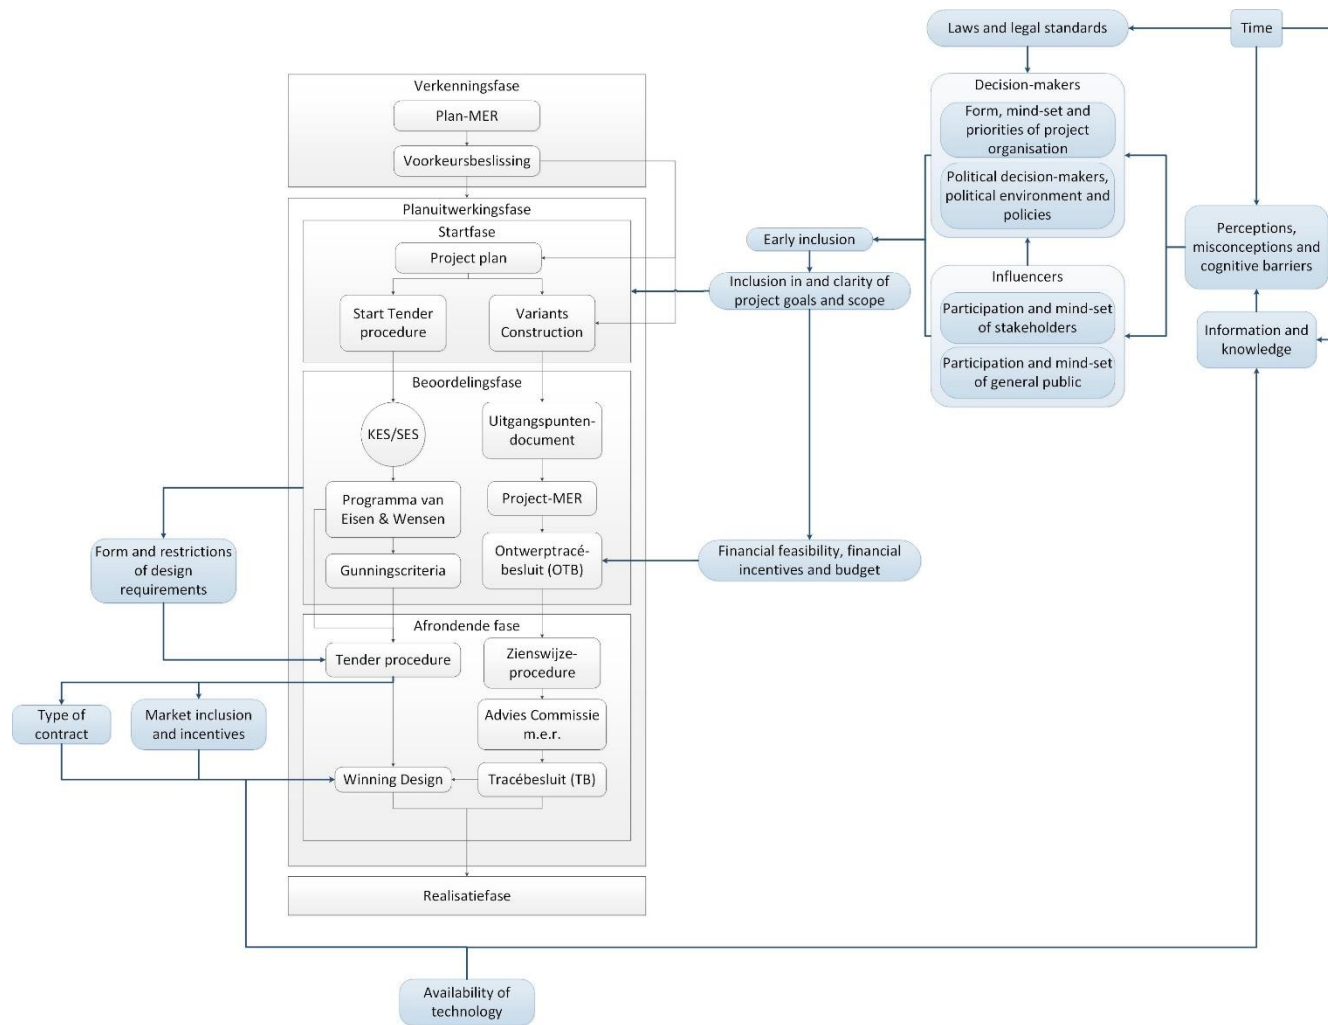 Laws and legal standards
Time
Verkenningsfase
Plan-MER
Voorkeursbeslissing
Decision-makers
Form, mind-set and
priorities of project
organisation
Political decision-makers,
political environment and
policies
Planuitwerkingsfase
Startfase
Project plan
Start Tender
procedure
Variants
Construction
Early inclusion
Inclusion in and clarity of
project goals and scope
Influencers
Participation and mind-set
of stakeholders
Participation and mind-set
of general public
Perceptions,
misconceptions and
cognitive barriers
Information and
knowledge
Beoordelingsfase
KES/SES
Uitgangspunten-
document
Programma van
Eisen & Wensen
Project-MER
Gunningscriteria
Ontwerptracé-
besluit (OTB)
Form and restrictions
of design
requirements
Financial feasibility, financial
incentives and budget
Afrondende fase
Tender procedure
Zienswijze-
procedure
Type of
contract
Market inclusion
and incentives
Advies Commissie
m.e.r.
Winning Design
Tracébesluit (TB)
Realisatiefase
Availability of
technology